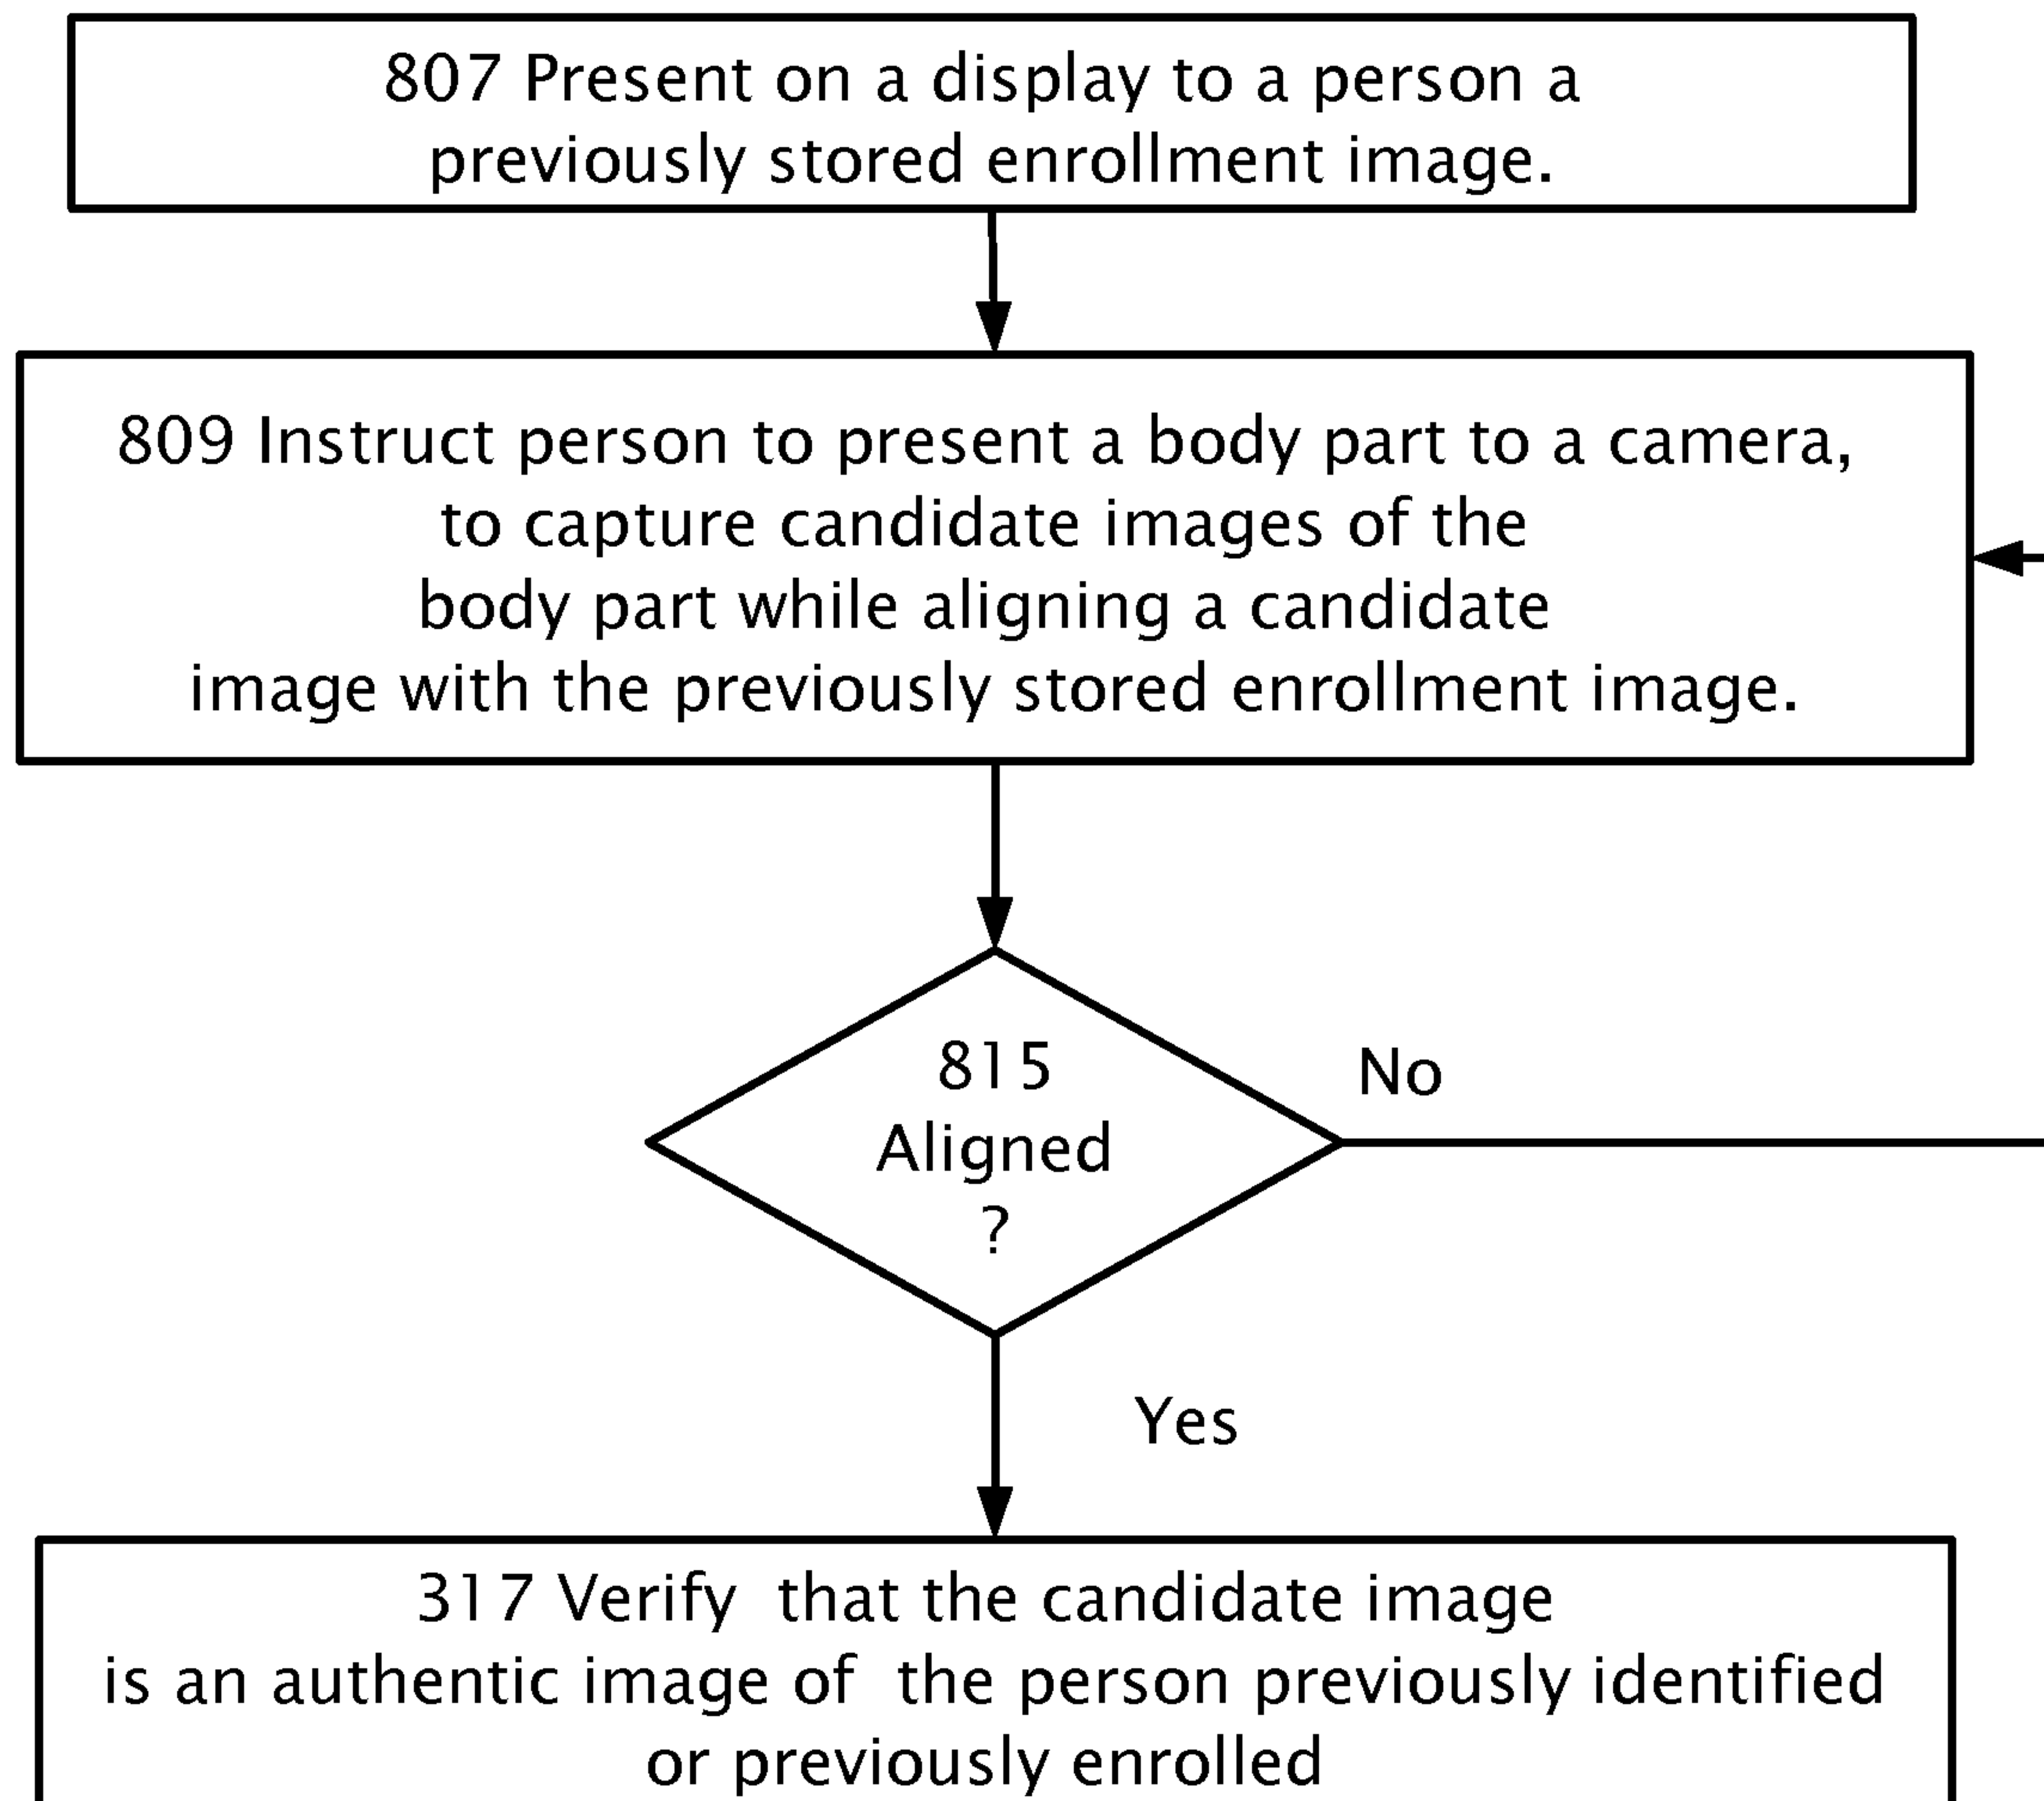 807 Present on a display to a person a
previously stored enrollment image.
809 Instruct person to present a body part to a camera,
to capture candidate images of the
body part while aligning a candidate
image with the previously stored enrollment image.
815
Aligned
?
No
Yes
317 Verify that the candidate image
is an authentic image of the person previously identified
or previously enrolled